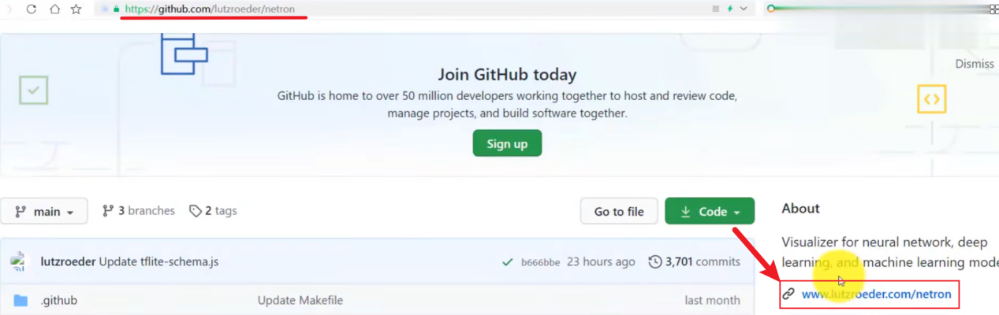 https://github.com/lutzroeder/netron
Dismiss
Join GitHub today
GitHub is home to over 50 million developers working together to host and review code,
manage projects, and build software together.
Sign up
main
3 branches
2 tags
Go to file
Code
About
Visualizer for neural network, deep
learning, and machine learning mode
www.lutzroeder.com/netron
lutzroeder Update tflite-schema.js
b666bbe 23 hours ago
3,701 commits
.github
Update Makefile
last month